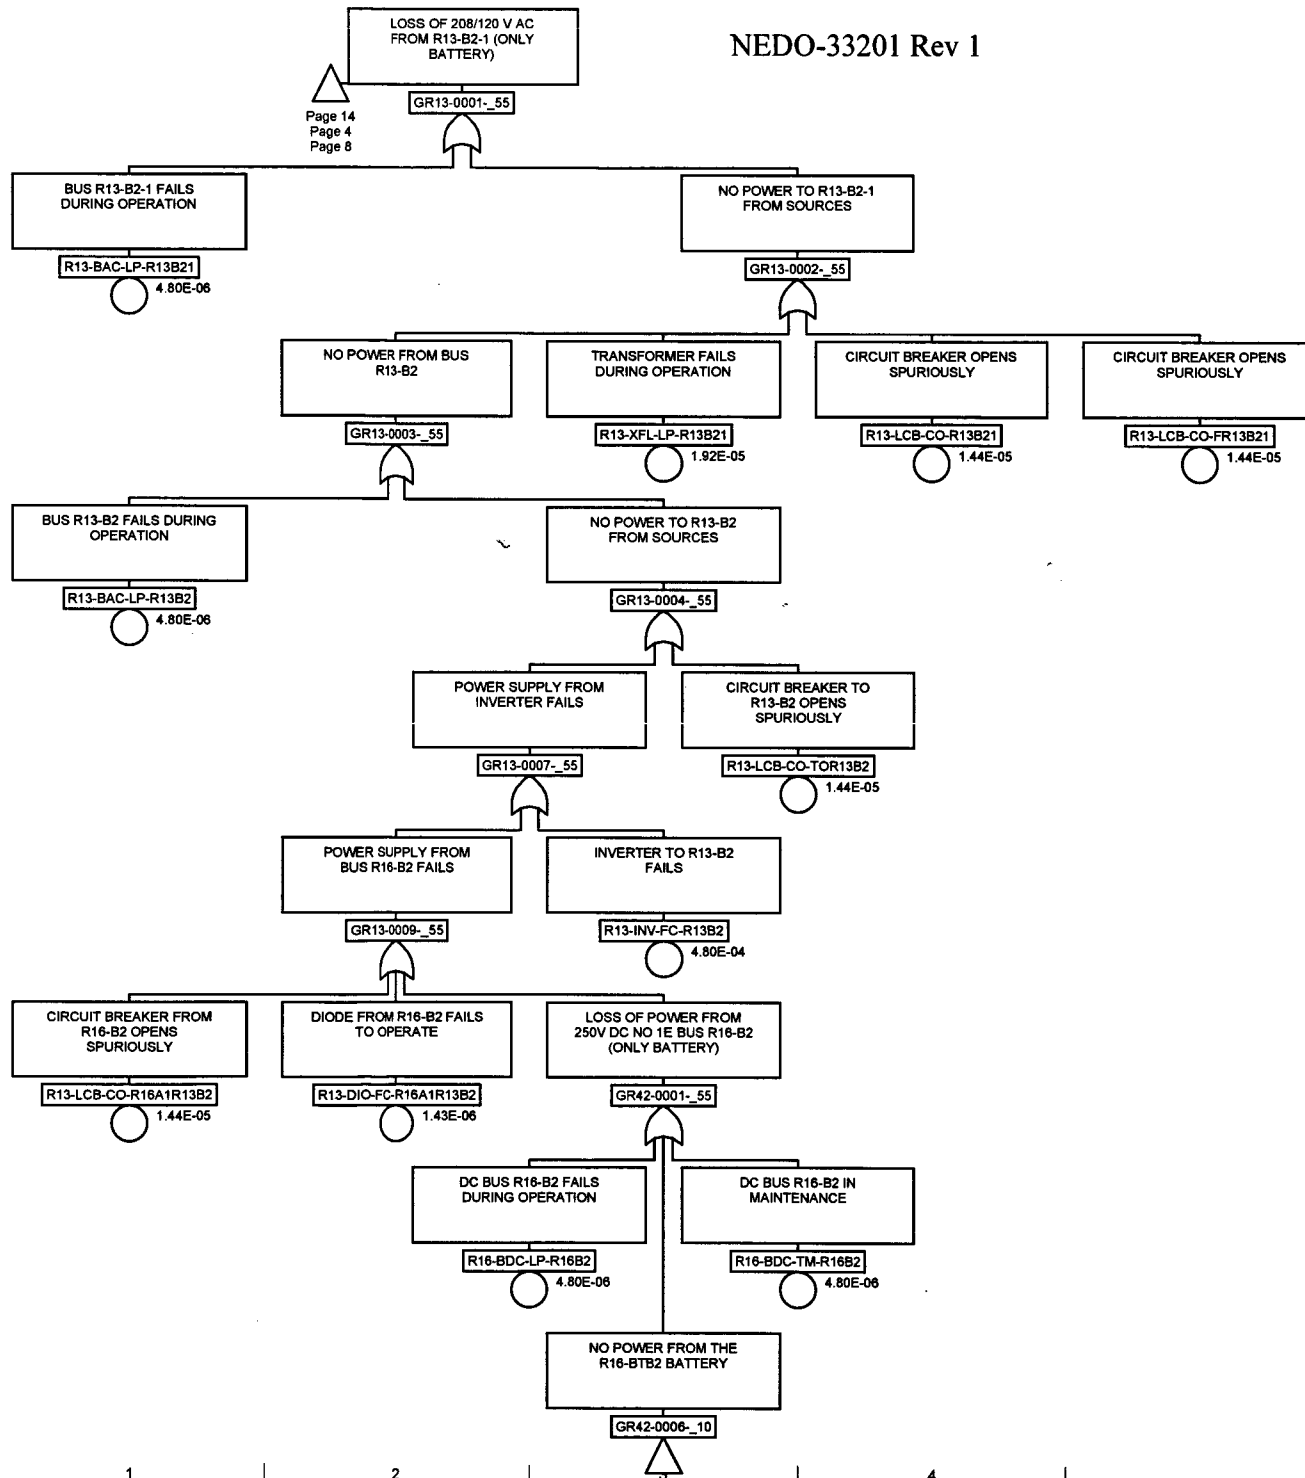 LOSS OF 208/120 V AC
FROM R13-B2-1 (ONLY
BATTERY)
NEDO-33201 Rev 1
GR13-0001-_55
Page 14
Page 4
Page 8
BUS R13-B2-1 FAILS
DURING OPERATION
R13-BAC-LP-R13B21
4.80E-06
NO POWER TO R13-B2-1
FROM SOURCES
GR13-0002-_55
NO POWER FROM BUS
R13-B2
GR13-0003-_55
TRANSFORMER FAILS
DURING OPERATION
R13-XFL-LP-R13B21
1.92E-05
CIRCUIT BREAKER OPENS
SPURIOUSLY
R13-LCB-CO-R13B21
1.44E-05
CIRCUIT BREAKER OPENS
SPURIOUSLY
R13-LCB-CO-FR13B21
1.44E-05
BUS R13-B2 FAILS DURING
OPERATION
R13-BAC-LP-R13B2
4.80E-06
NO POWER TO R13-B2
FROM SOURCES
GR13-0004-_55
POWER SUPPLY FROM
INVERTER FAILS
GR13-0007-_55
CIRCUIT BREAKER TO
R13-B2 OPENS
SPURIOUSLY
R13-LCB-CO-TOR13B2
1.44E-05
POWER SUPPLY FROM
BUS R16-B2 FAILS
GR13-0009-_55
INVERTER TO R13-B2
FAILS
R13-INV-FC-R13B2
4.80E-04
CIRCUIT BREAKER FROM
R16-B2 OPENS
SPURIOUSLY
R13-LCB-CO-R16A1R13B2
1.44E-05
DIODE FROM R16-B2 FAILS
TO OPERATE
R13-DIO-FC-R16A1R13B2
1.43E-06
LOSS OF POWER FROM
250V DC NO 1E BUS R16-B2
(ONLY BATTERY)
GR42-0001-_55
DC BUS R16-B2 FAILS
DURING OPERATION
R16-BDC-LP-R16B2
4.80E-06
DC BUS R16-B2 IN
MAINTENANCE
R16-BDC-TM-R16B2
4.80E-06
NO POWER FROM THE
R16-BTB2 BATTERY
GR42-0006-_10
1 2 3 4